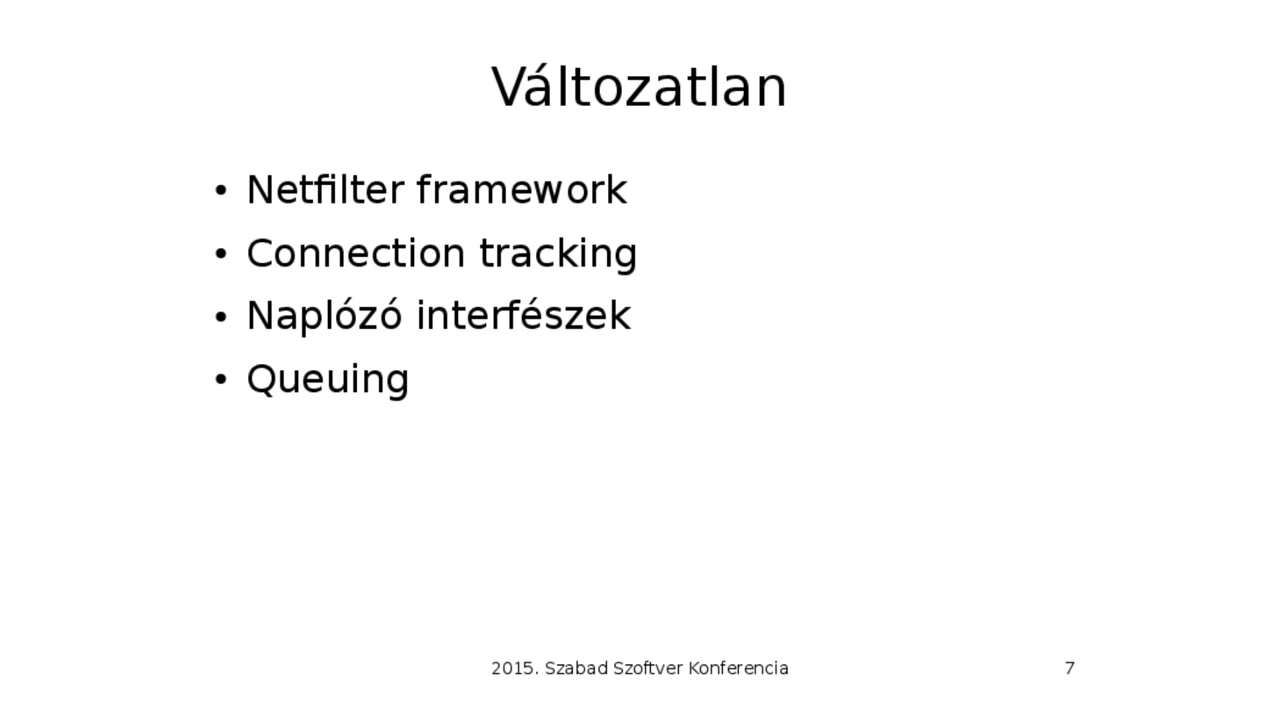 Változatlan
• Netfilter framework
• Connection tracking
• Naplózó interfészek
• Queuing
2015. Szabad Szoftver Konferencia 7